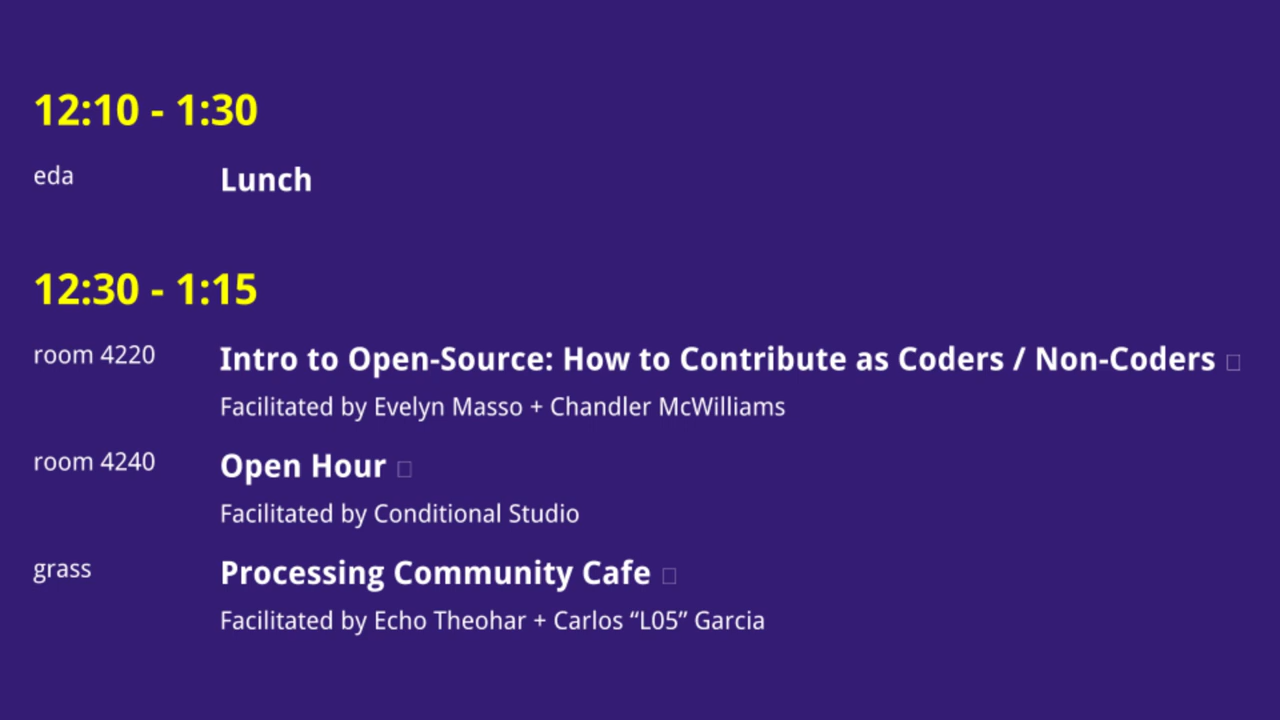 12:10 - 1:30
eda Lunch
12:30 - 1:15
room 4220 Intro to Open-Source: How to Contribute as Coders / Non-Coders
Facilitated by Evelyn Masso + Chandler McWilliams
room 4240 Open Hour
Facilitated by Conditional Studio
grass Processing Community Cafe
Facilitated by Echo Theohar + Carlos “L05” Garcia